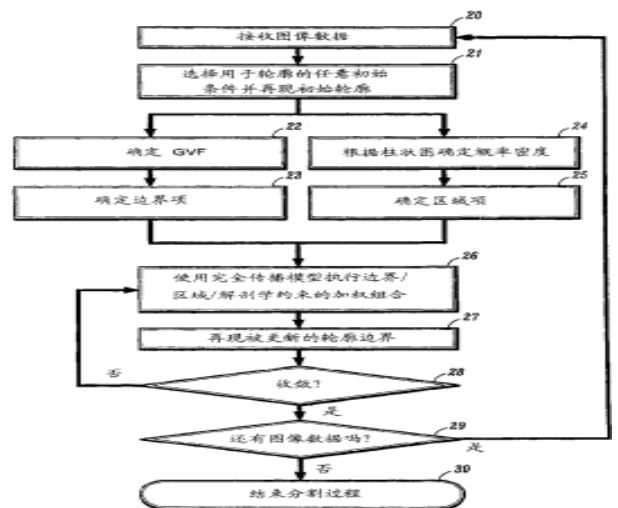 20
接收图像数据
21
选择用于轮廓的任意初始
条件并再现初始轮廓
22
确定 GVF
24
根据柱状图确定概率密度
23
确定边界项
25
确定区域项
26
使用完全传播模型执行边界/
区域/解剖学约束的加权组合
27
再现被更新的轮廓边界
28
收敛?
否
是
29
还有图像数据吗?
是
否
30
结束分割过程